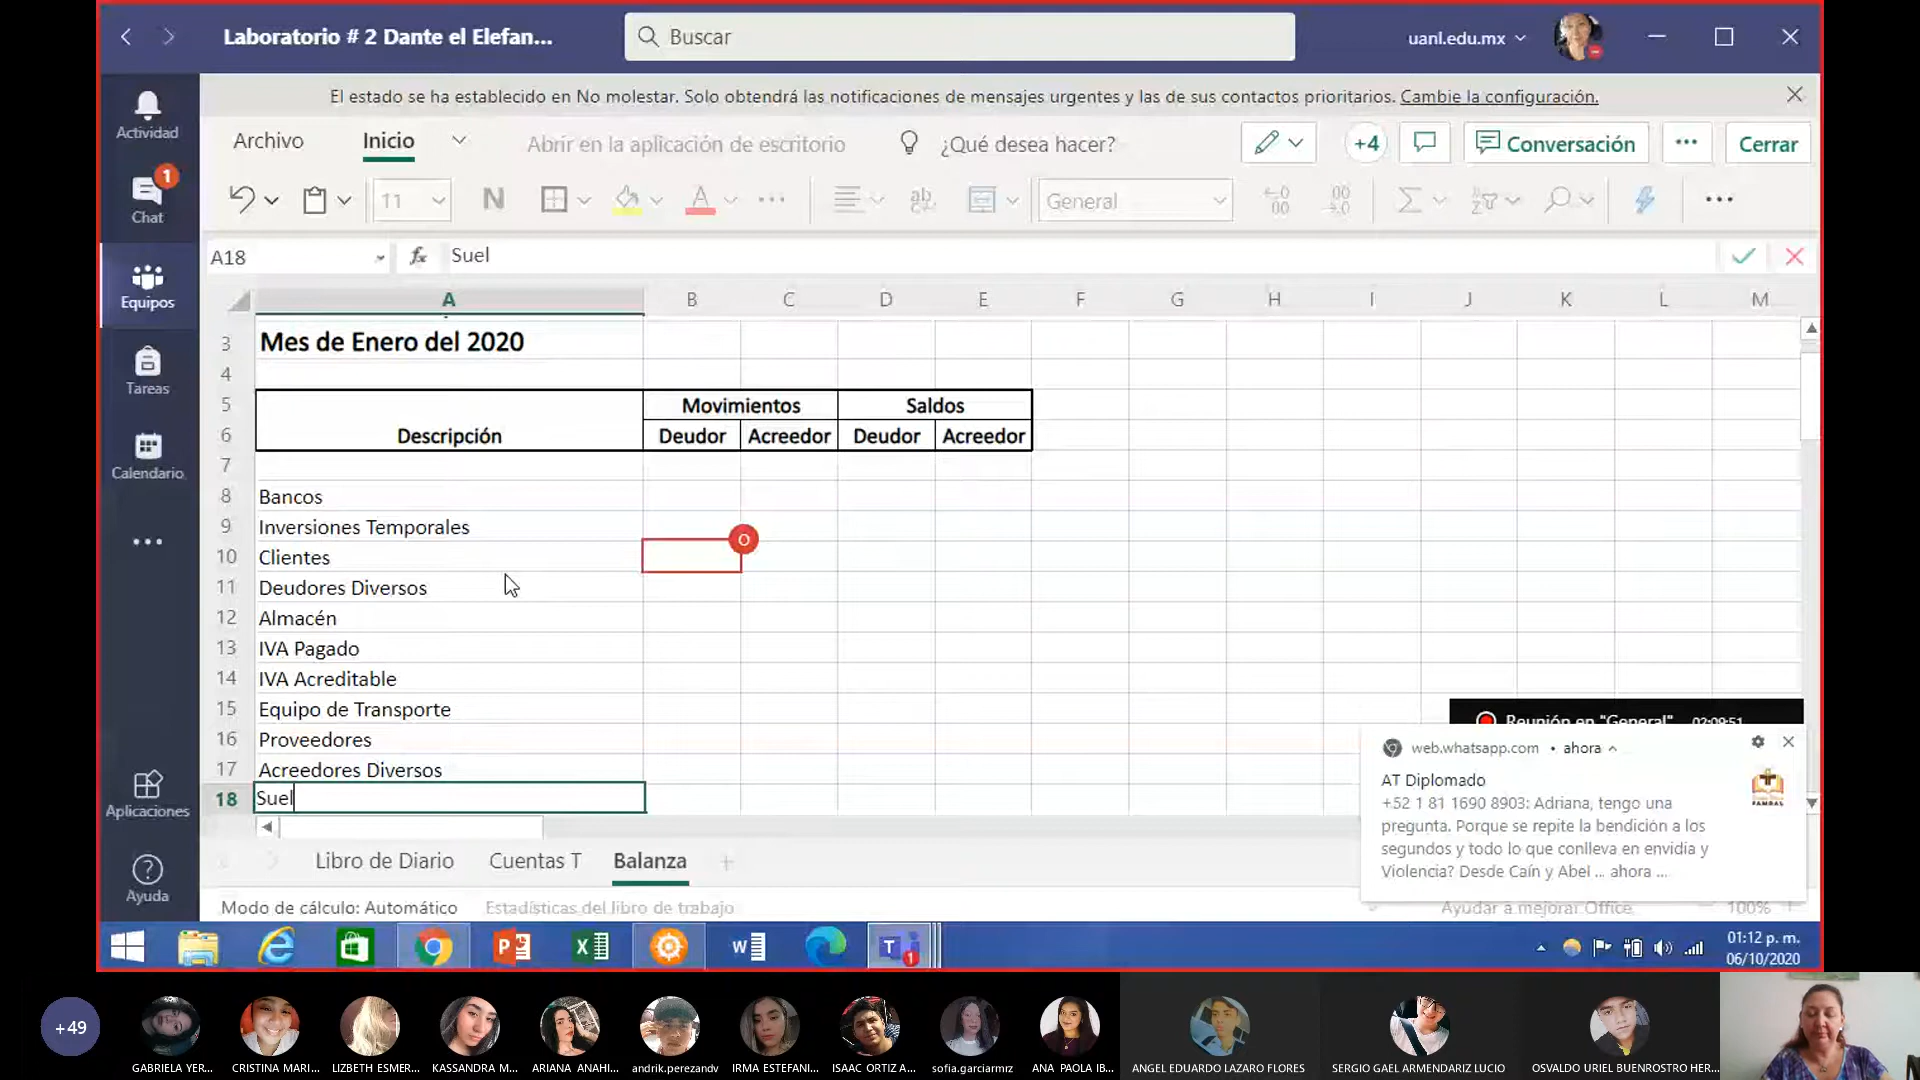 Laboratorio # 2 Dante el Elefan...
Buscar
uanl.edu.mx
El estado se ha establecido en No molestar. Solo obtendrá las notificaciones de mensajes urgentes y las de sus contactos prioritarios. Cambie la configuración.
Actividad
1
Chat
Equipos
Tareas
Calendario
Aplicaciones
Ayuda
Archivo
Inicio
Abrir en la aplicación de escritorio
¿Qué desea hacer?
+4
Conversación
Cerrar
11
N
ab
General
A18
fx
Suel
A B C D E F G H I J K L M
3 Mes de Enero del 2020
4
5 Movimientos Saldos
6 Descripción Deudor Acreedor Deudor Acreedor
7
8 Bancos
9 Inversiones Temporales
O
10 Clientes
11 Deudores Diversos
12 Almacén
13 IVA Pagado
14 IVA Acreditable
15 Equipo de Transporte
16 Proveedores
17 Acreedores Diversos
18 Suel
Reunión en "General" 02:09:51
web.whatsapp.com • ahora
AT Diplomado
+52 1 81 1690 8903: Adriana, tengo una
pregunta. Porque se repite la bendición a los
segundos y todo lo que conlleva en envidia y
Violencia? Desde Caín y Abel ... ahora ...
Libro de Diario
Cuentas T
Balanza
Modo de cálculo: Automático
Estadísticas del libro de trabajo
Ayudar a mejorar Office
100%
01:12 p. m.
06/10/2020
+49
GABRIELA YER...
CRISTINA MARI...
LIZBETH ESMER...
KASSANDRA M...
ARIANA ANAHI...
andrik.perezandv
IRMA ESTEFANI...
ISAAC ORTIZ A...
sofia.garciarmrz
ANA PAOLA IB...
ANGEL EDUARDO LAZARO FLORES
SERGIO GAEL ARMENDARIZ LUCIO
OSVALDO URIEL BUENROSTRO HER...